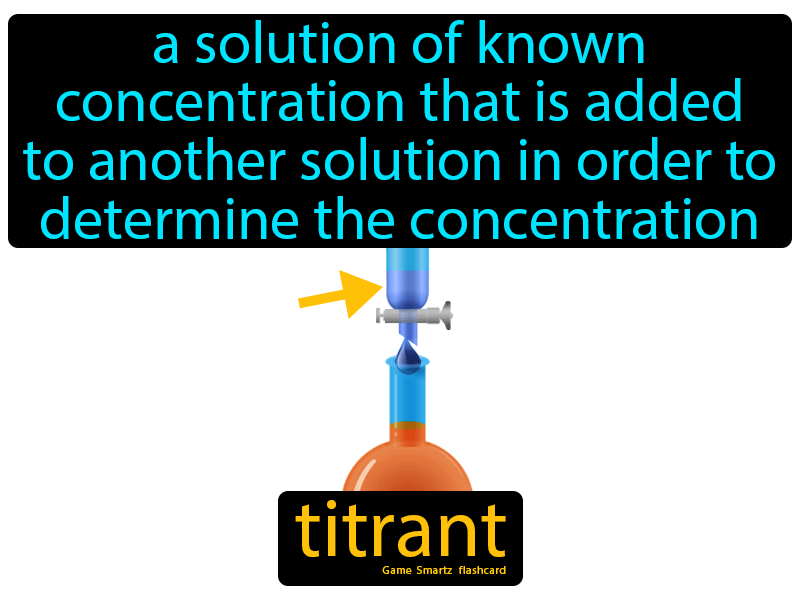 a solution of known
concentration that is added
to another solution in order to
determine the concentration
titrant
Game Smartz flashcard